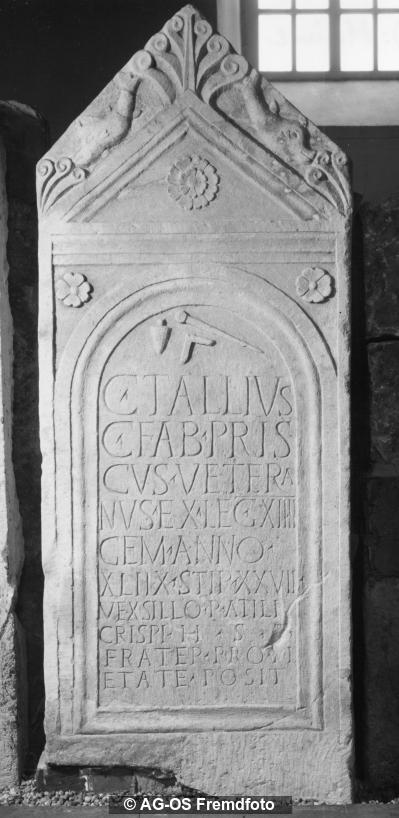 C·TALLIVS
C·F·FAB·PRIS
CVS·VETERA
NVS·EX·LEG·XIIII
GEM·ANNO·
XLIIX·STIP·XXVII
VEXSILLO·P·ATILI
CRISPI·H·S·
FRATER·PRO·PI
ETATE·POSIT
© AG-OS Fremdfoto